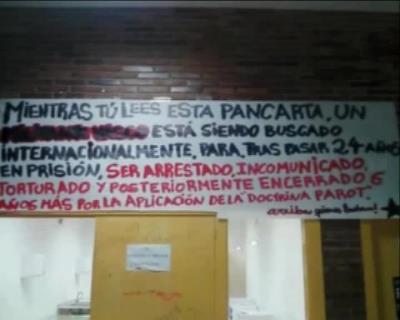 MIENTRAS TÚ LEES ESTA PANCARTA, UN
ESTÁ SIENDO BUSCADO
INTERNACIONALMENTE, PARA, TRAS PASAR 24 AÑOS
EN PRISIÓN, SER ARRESTADO, INCOMUNICADO,
TORTURADO Y POSTERIORMENTE ENCERRADO 6
AÑOS MÁS POR LA APLICACIÓN DE LA DOCTRINA PAROT.